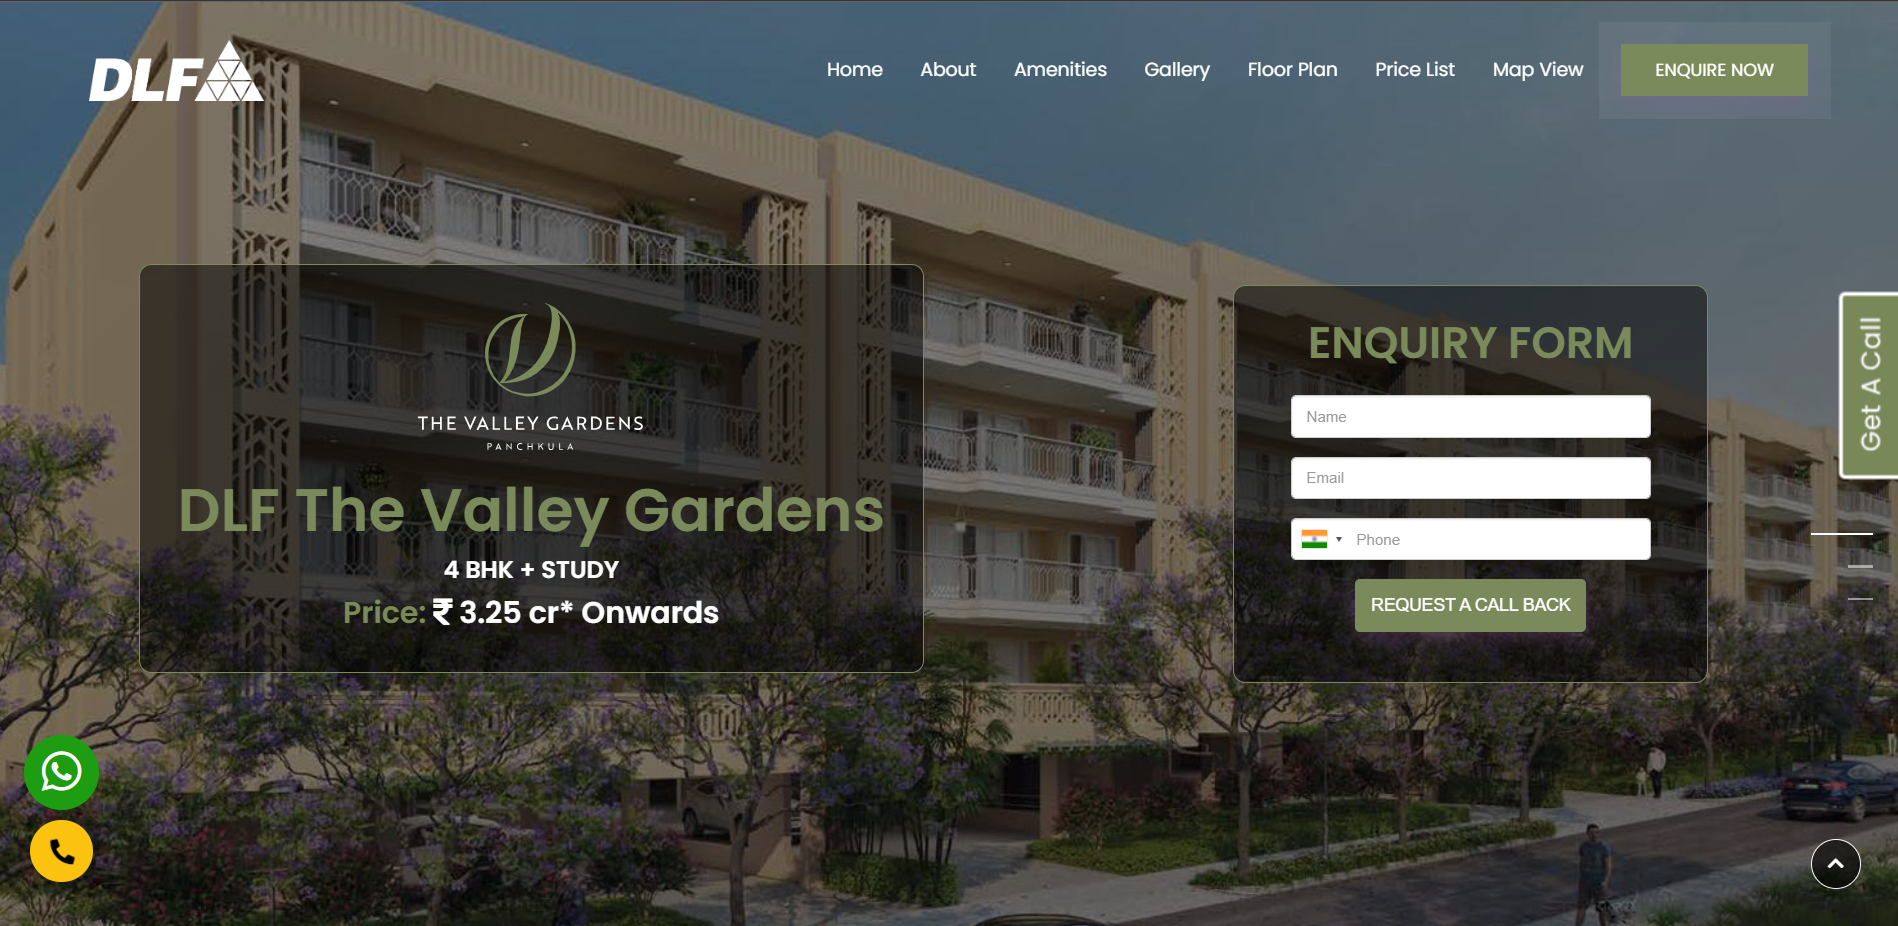 DLF
Home
About
Amenities
Gallery
Floor Plan
Price List
Map View
ENQUIRE NOW
THE VALLEY GARDENS
PANCHKULA
DLF The Valley Gardens
4 BHK + STUDY
Price: ₹ 3.25 cr* Onwards
ENQUIRY FORM
Name
Email
Phone
REQUEST A CALL BACK
Get A Call